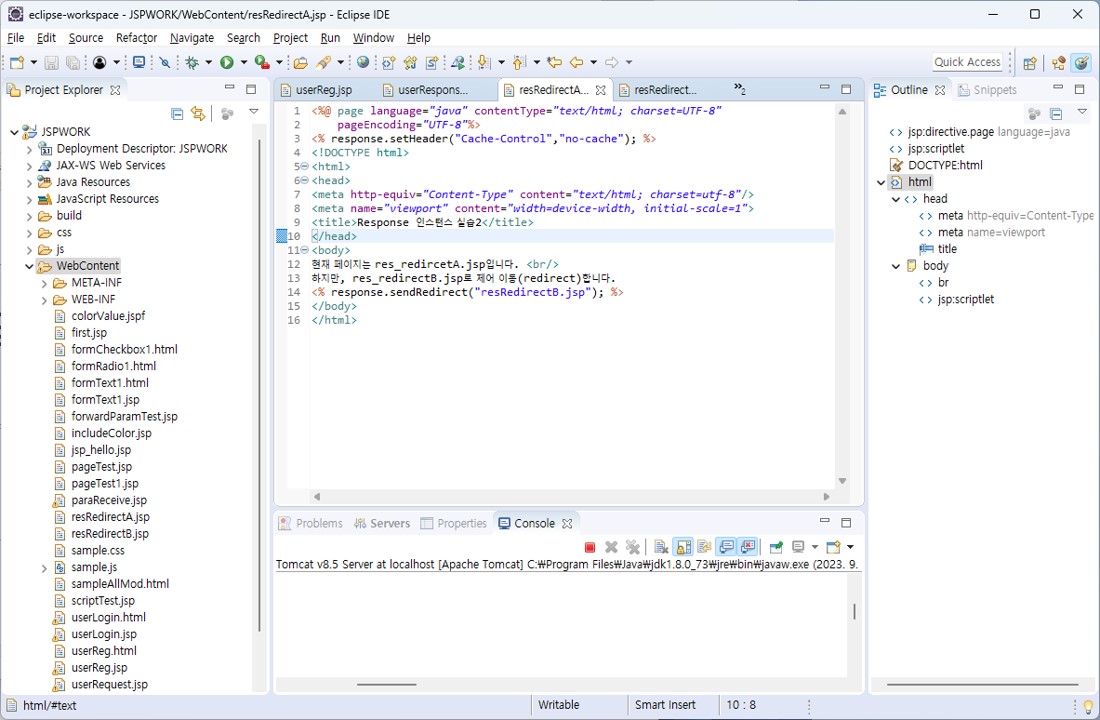 eclipse-workspace - JSPWORK/WebContent/resRedirectA.jsp - Eclipse IDE
File Edit Source Refactor Navigate Search Project Run Window Help
Quick Access
Project Explorer
JSPWORK
Deployment Descriptor: JSPWORK
JAX-WS Web Services
Java Resources
JavaScript Resources
build
css
js
WebContent
META-INF
WEB-INF
colorValue.jspf
first.jsp
formCheckbox1.html
formRadio1.html
formText1.html
formText1.jsp
forwardParamTest.jsp
includeColor.jsp
jsp_hello.jsp
pageTest.jsp
pageTest1.jsp
paraReceive.jsp
resRedirectA.jsp
resRedirectB.jsp
sample.css
sample.js
sampleAllMod.html
scriptTest.jsp
userLogin.html
userLogin.jsp
userReg.html
userReg.jsp
userRequest.jsp
userReg.jsp userRespons... resRedirectA... resRedirect... »2
1 <%@ page language="java" contentType="text/html; charset=UTF-8"
2 pageEncoding="UTF-8"%>
3 <% response.setHeader("Cache-Control","no-cache"); %>
4 <!DOCTYPE html>
5 <html>
6 <head>
7 <meta http-equiv="Content-Type" content="text/html; charset=utf-8"/>
8 <meta name="viewport" content="width=device-width, initial-scale=1">
9 <title>Response 인스턴스 실습2</title>
10 </head>
11 <body>
12 현재 페이지는 res_redircetA.jsp입니다. <br/>
13 하지만, res_redirectB.jsp로 제어 이동(redirect)합니다.
14 <% response.sendRedirect("resRedirectB.jsp"); %>
15 </body>
16 </html>
Problems Servers Properties Console
Tomcat v8.5 Server at localhost [Apache Tomcat] C:₩Program Files₩Java₩jdk1.8.0_73₩jre₩bin₩javaw.exe (2023. 9.
Outline Snippets
jsp:directive.page language=java
jsp:scriptlet
DOCTYPE:html
html
head
meta http-equiv=Content-Type
meta name=viewport
title
body
br
jsp:scriptlet
html/#text Writable Smart Insert 10 : 8